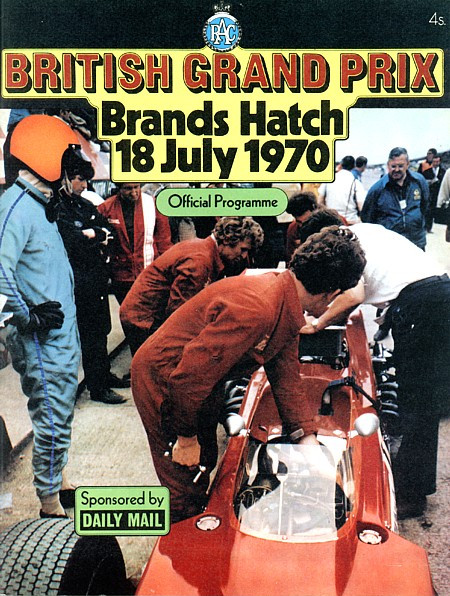 RAC
4s.
BRITISH GRAND PRIX
Brands Hatch
18 July 1970
Official Programme
Sponsored by
DAILY MAIL